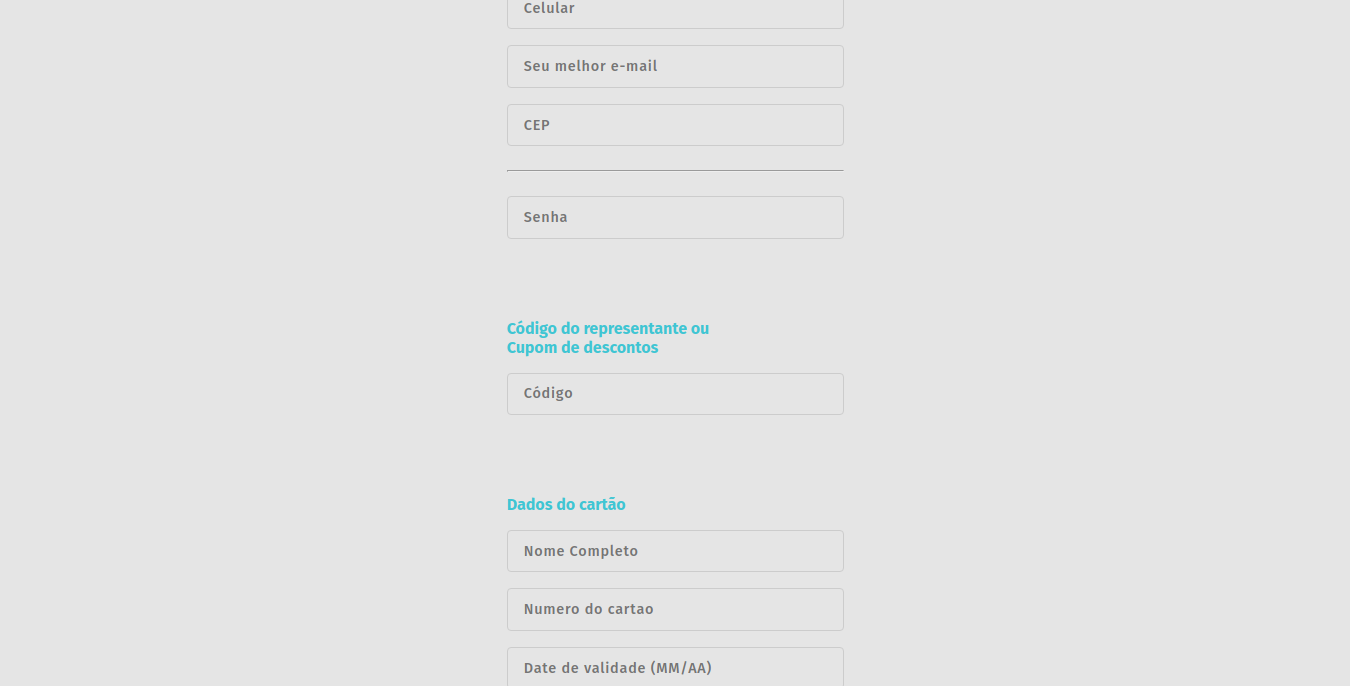 Celular
Seu melhor e-mail
CEP
Senha
Código do representante ou
Cupom de descontos
Código
Dados do cartão
Nome Completo
Numero do cartao
Date de validade (MM/AA)